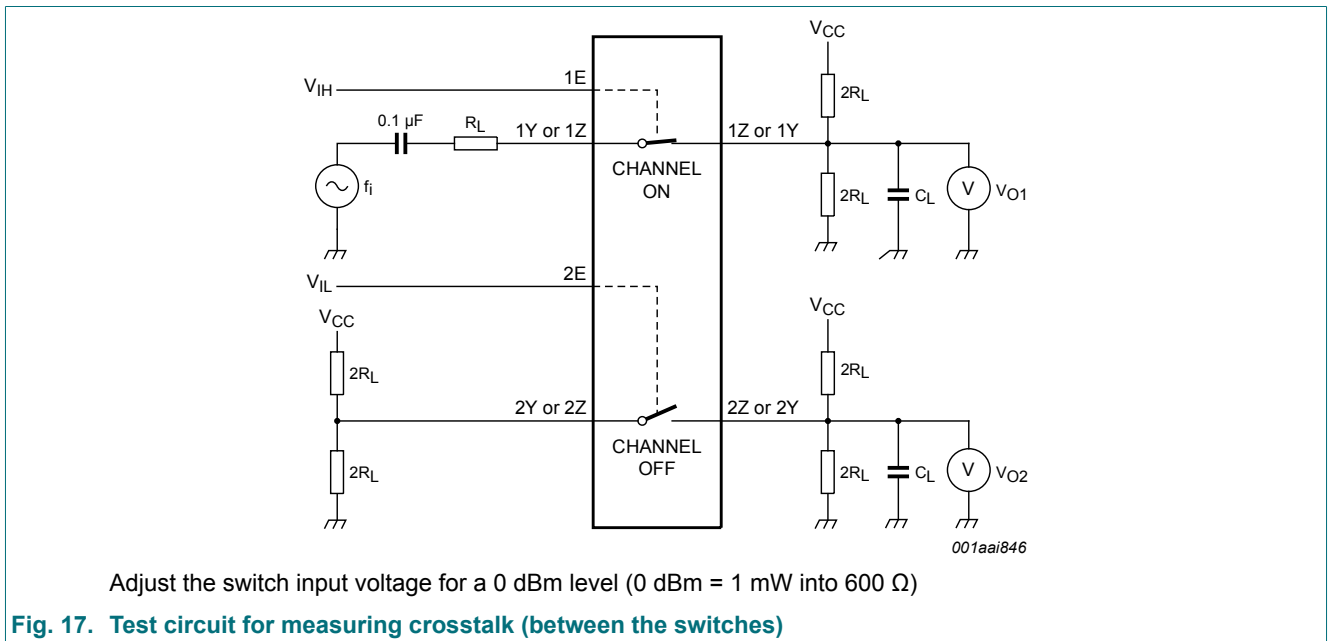 VCC
1E
VIH
2RL
0.1 µF
RL
1Y or 1Z
1Z or 1Y
CHANNEL
ON
fi
2RL
CL
V
VO1
2E
VIL
VCC
VCC
2RL
2RL
2Y or 2Z
2Z or 2Y
CHANNEL
OFF
2RL
2RL
CL
V
VO2
001aai846
Adjust the switch input voltage for a 0 dBm level (0 dBm = 1 mW into 600 Ω)
Fig. 17. Test circuit for measuring crosstalk (between the switches)